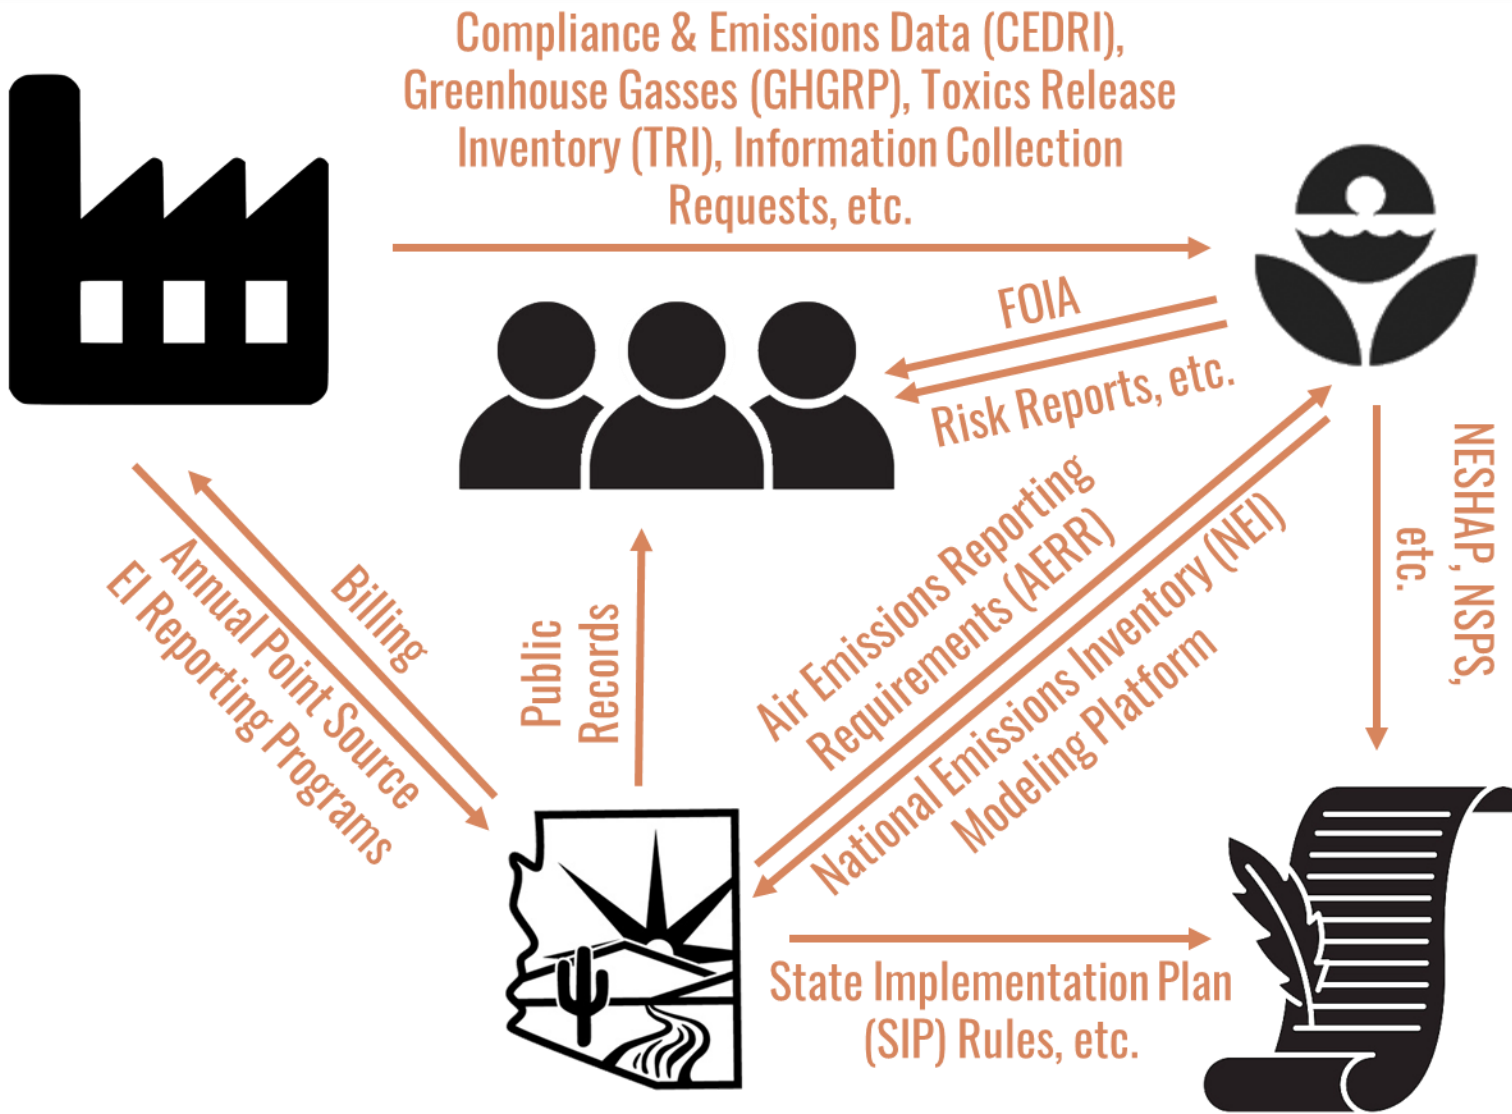 Compliance & Emissions Data (CEDRI),
Greenhouse Gasses (GHGRP), Toxics Release
Inventory (TRI), Information Collection
Requests, etc.
FOIA
Risk Reports, etc.
NESHAP, NSPS,
etc.
Billing
Annual Point Source
EI Reporting Programs
Public
Records
Air Emissions Reporting
Requirements (AERR)
National Emissions Inventory (NEI)
Modeling Platform
State Implementation Plan
(SIP) Rules, etc.